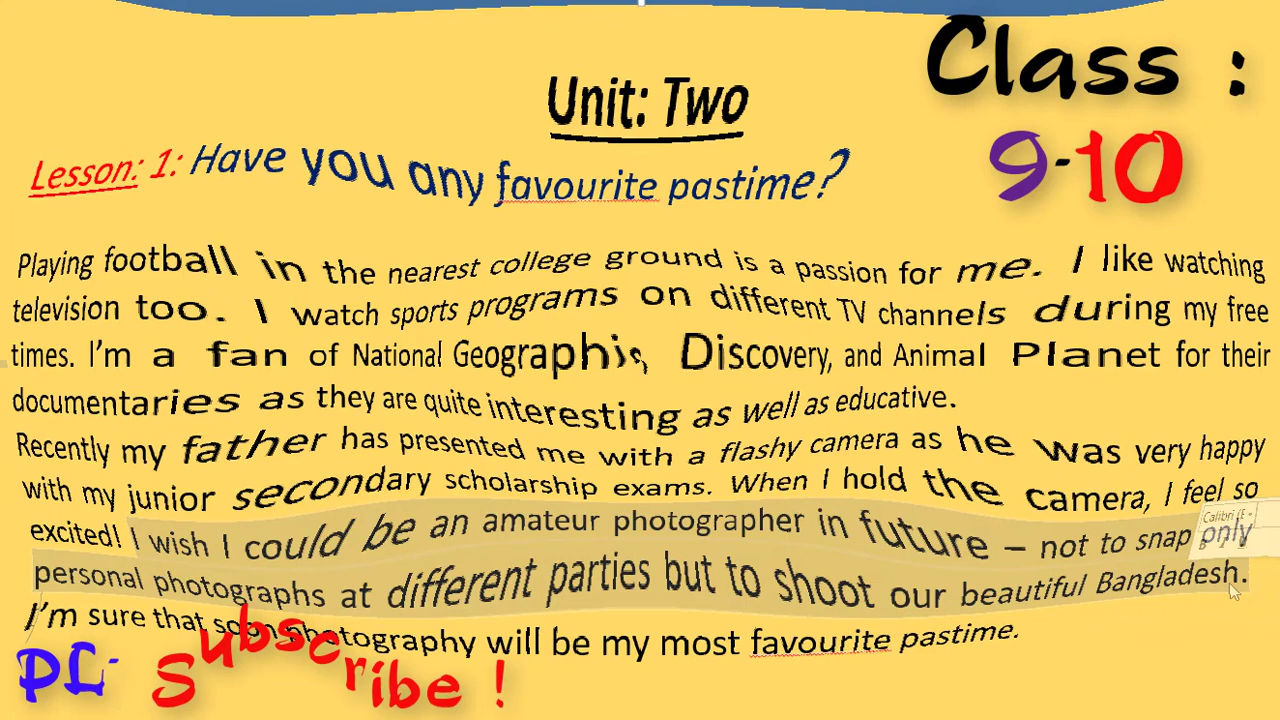 Class :
Unit: Two
9-10
Lesson: 1: Have you any favourite pastime?
Playing football in the nearest college ground is a passion for me. I like watching
television too. I watch sports programs on different TV channels during my free
times. I'm a fan of National Geographic, Discovery, and Animal Planet for their
documentaries as they are quite interesting as well as educative.
Recently my father has presented me with a flashy camera as he was very happy
with my junior secondary scholarship exams. When I hold the camera, I feel so
excited! I wish I could be an amateur photographer in future – not to snap only
personal photographs at different parties but to shoot our beautiful Bangladesh.
I'm sure that soon photography will be my most favourite pastime.
Subscribe !